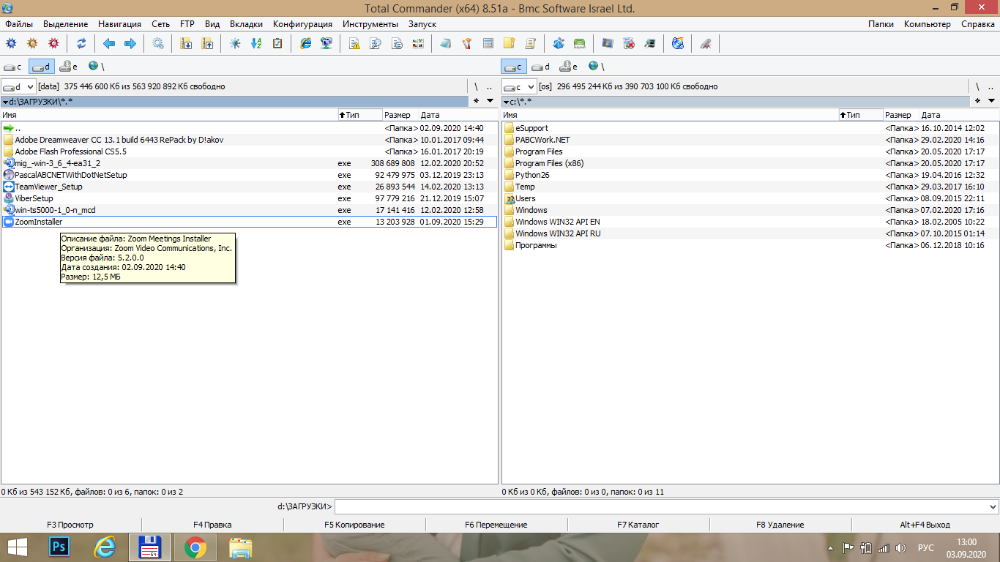 Total Commander (x64) 8.51a - Bmc Software Israel Ltd.
Файлы Выделение Навигация Сеть FTP Вид Вкладки Конфигурация Инструменты Запуск Папки Компьютер Справка
c d e \ c d e \
d [data] 375 446 600 Кб из 563 920 892 Кб свободно \ .. c [os] 296 495 244 Кб из 390 703 100 Кб свободно \ ..
d:\ЗАГРУЗКИ\*.* * c:\*.* *
Имя Тип Размер Дата Имя Тип Размер Дата
.. <Папка> 02.09.2020 14:40 eSupport <Папка> 16.10.2014 12:02
Adobe Dreamweaver CC 13.1 build 6443 RePack by D!akov <Папка> 10.01.2017 09:44 PABCWork.NET <Папка> 29.02.2020 14:16
Adobe Flash Professional CS5.5 <Папка> 16.01.2017 20:19 Program Files <Папка> 20.05.2020 17:17
mig_-win-3_6_4-ea31_2 exe 308 689 808 12.02.2020 20:52 Program Files (x86) <Папка> 20.05.2020 17:17
PascalABCNETWithDotNetSetup exe 92 479 975 03.12.2019 23:13 Python26 <Папка> 19.04.2016 12:32
TeamViewer_Setup exe 26 893 544 14.02.2020 13:13 Temp <Папка> 29.03.2017 16:10
ViberSetup exe 97 779 216 21.12.2019 15:07 Users <Папка> 08.09.2015 22:11
win-ts5000-1_0-n_mcd exe 17 141 416 12.02.2020 12:58 Windows <Папка> 07.02.2020 16:17
ZoomInstaller exe 13 203 928 01.09.2020 15:29 Windows WIN32 API EN <Папка> 18.02.2005 10:22
Windows WIN32 API RU <Папка> 07.10.2015 01:14
Программы <Папка> 06.12.2018 10:16
Описание файла: Zoom Meetings Installer
Организация: Zoom Video Communications, Inc.
Версия файла: 5.2.0.0
Дата создания: 02.09.2020 14:40
Размер: 12,5 МБ
0 Кб из 543 152 Кб, файлов: 0 из 6, папок: 0 из 2 0 Кб из 0 Кб, файлов: 0 из 0, папок: 0 из 11
d:\ЗАГРУЗКИ>
F3 Просмотр F4 Правка F5 Копирование F6 Перемещение F7 Каталог F8 Удаление Alt+F4 Выход
Ps 64 РУС 13:00
03.09.2020